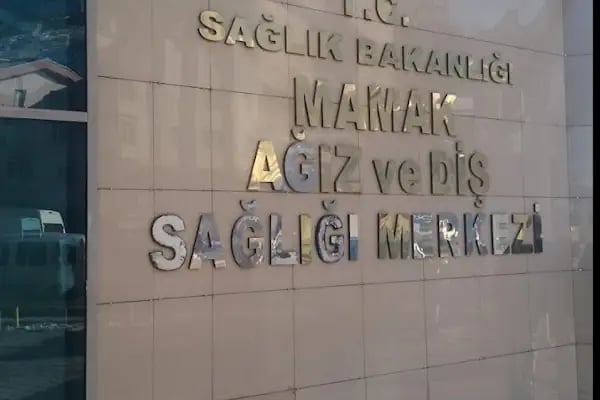 T.C.
SAĞLIK BAKANLIĞI
MAMAK
AĞIZ ve DİŞ
SAĞLIĞI MERKEZİ